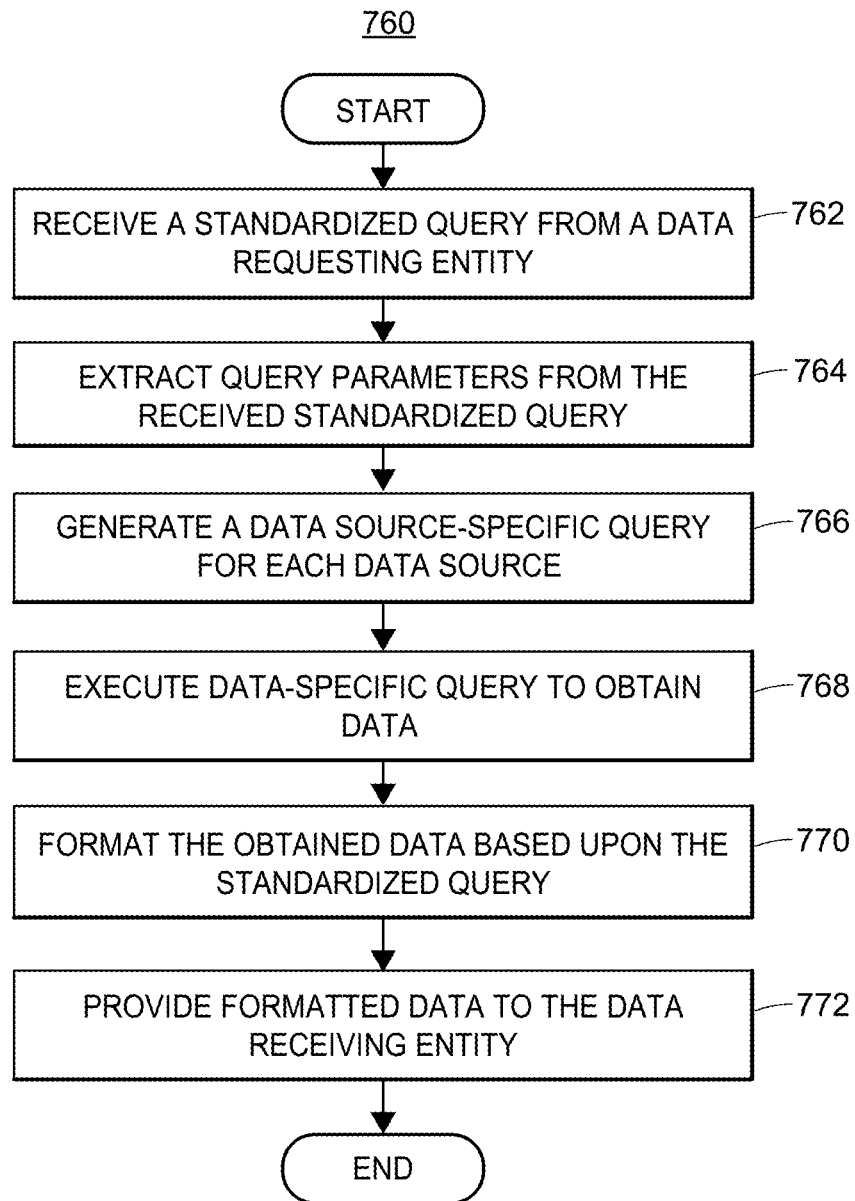 760
START
RECEIVE A STANDARDIZED QUERY FROM A DATA
REQUESTING ENTITY
762
EXTRACT QUERY PARAMETERS FROM THE
RECEIVED STANDARDIZED QUERY
764
GENERATE A DATA SOURCE-SPECIFIC QUERY
FOR EACH DATA SOURCE
766
EXECUTE DATA-SPECIFIC QUERY TO OBTAIN
DATA
768
FORMAT THE OBTAINED DATA BASED UPON THE
STANDARDIZED QUERY
770
PROVIDE FORMATTED DATA TO THE DATA
RECEIVING ENTITY
772
END